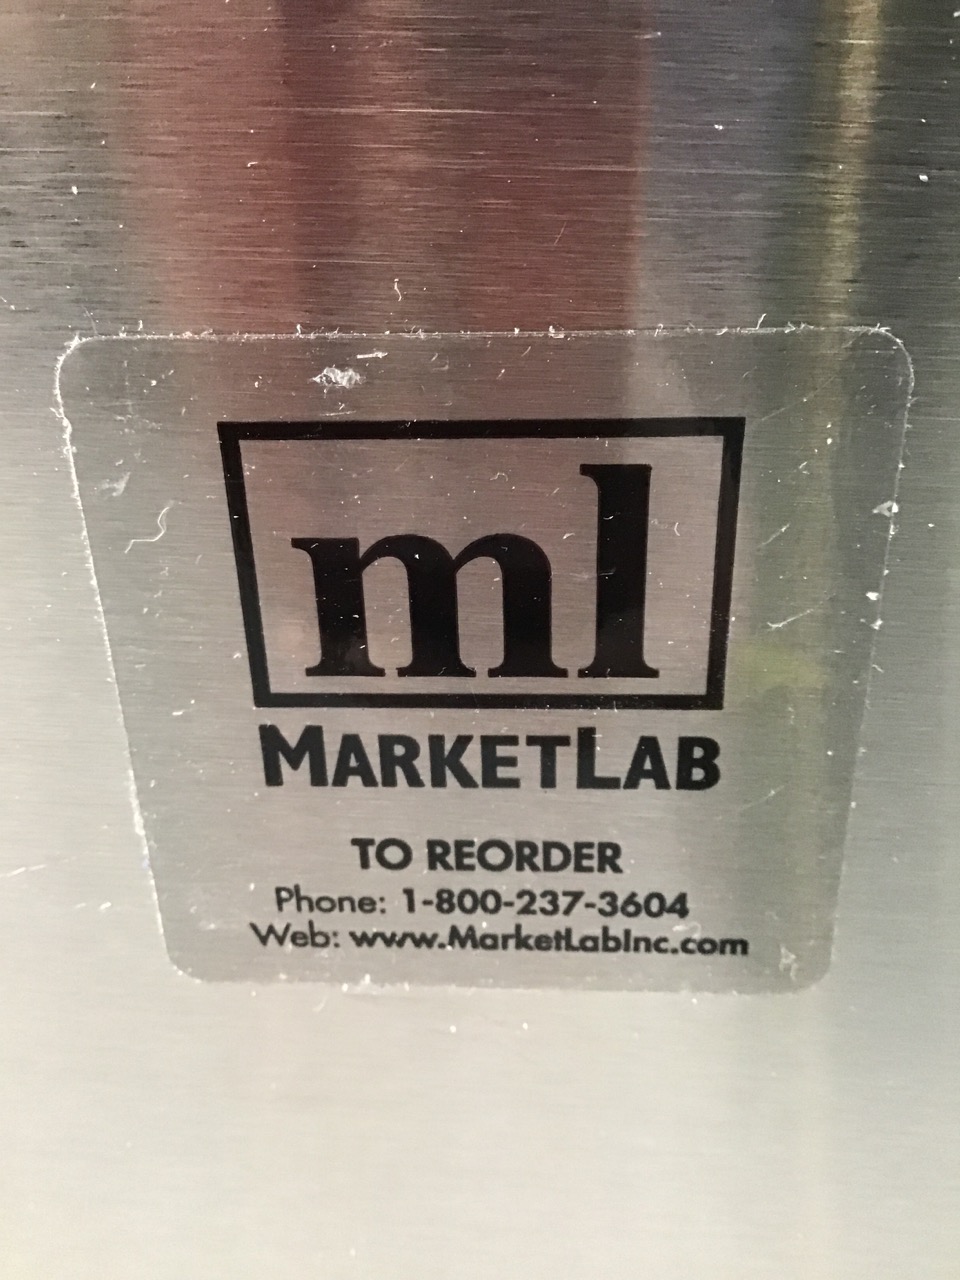 ml
MARKETLAB
TO REORDER
Phone: 1-800-237-3604
Web: www.MarketLabInc.com